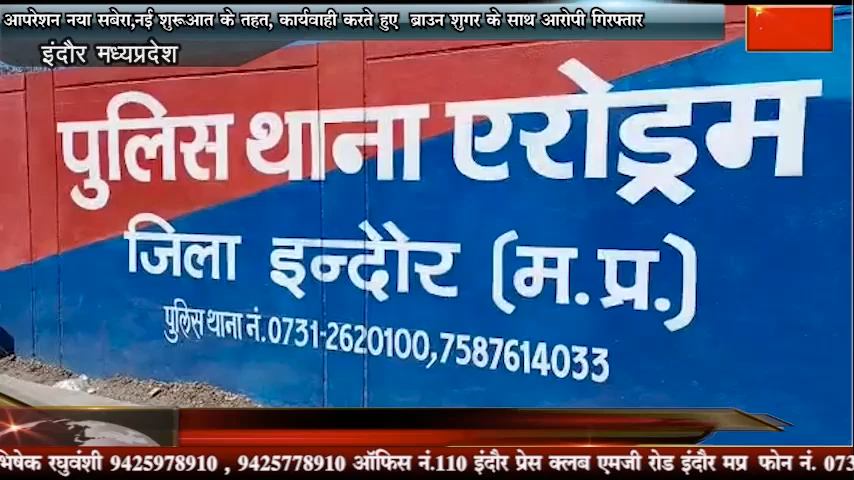 आपरेशन नया सबेरा,नई शुरूआत के तहत, कार्यवाही करते हुए ब्राउन शुगर के साथ आरोपी गिरफ्तार
इंदौर मध्यप्रदेश
पुलिस थाना एरोड्रम
जिला इन्दौर (म.प्र.)
पुलिस थाना नं.0731-2620100,7587614033
भिषेक रघुवंशी 9425978910 , 9425778910 ऑफिस नं.110 इंदौर प्रेस क्लब एमजी रोड इंदौर मप्र फोन नं. 073